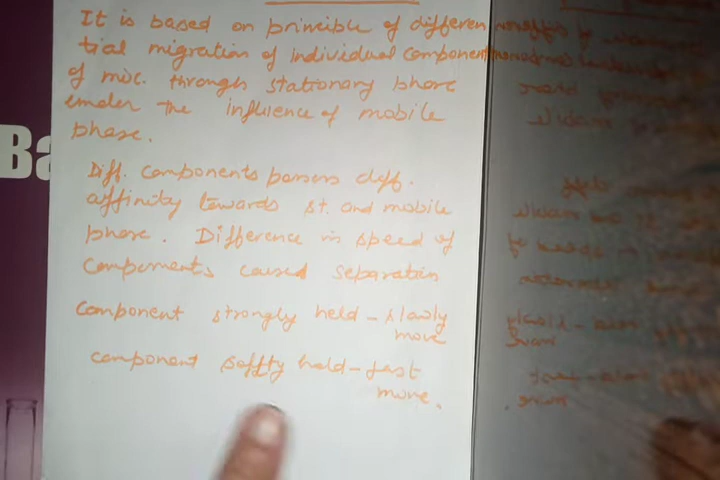 It is based on principle of differen
tial migration of individual component
of mix. through stationary phase
under the influence of mobile
phase.
Diff. components possess diff.
affinity towards st. and mobile
phase. Difference in speed of
Components caused separation
Component strongly held - slowly
move
component softly held - fast
move.
Ba